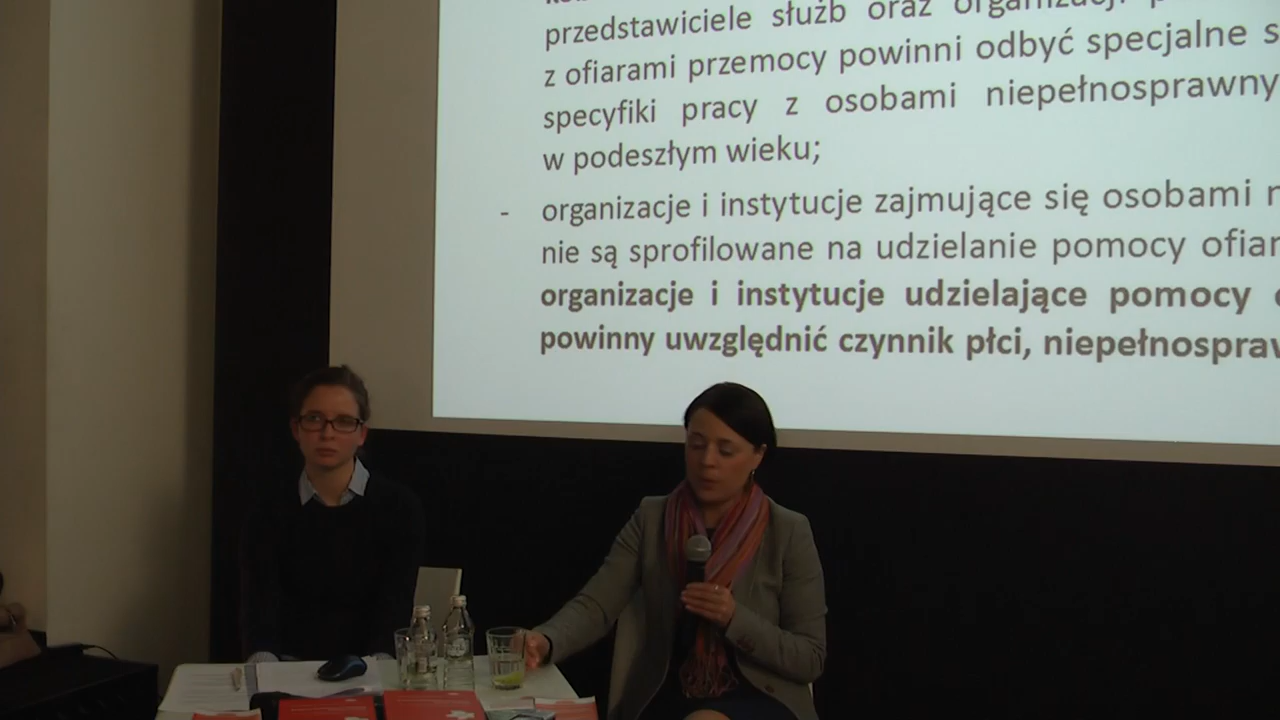 przedstawiciele służb oraz
z ofiarami przemocy powinni odbyć specjalne s
specyfiki pracy z osobami niepełnosprawny
w podeszłym wieku;
- organizacje i instytucje zajmujące się osobami
nie są sprofilowane na udzielanie pomocy ofiar
organizacje i instytucje udzielające pomocy
powinny uwzględnić czynnik płci, niepełnospraw